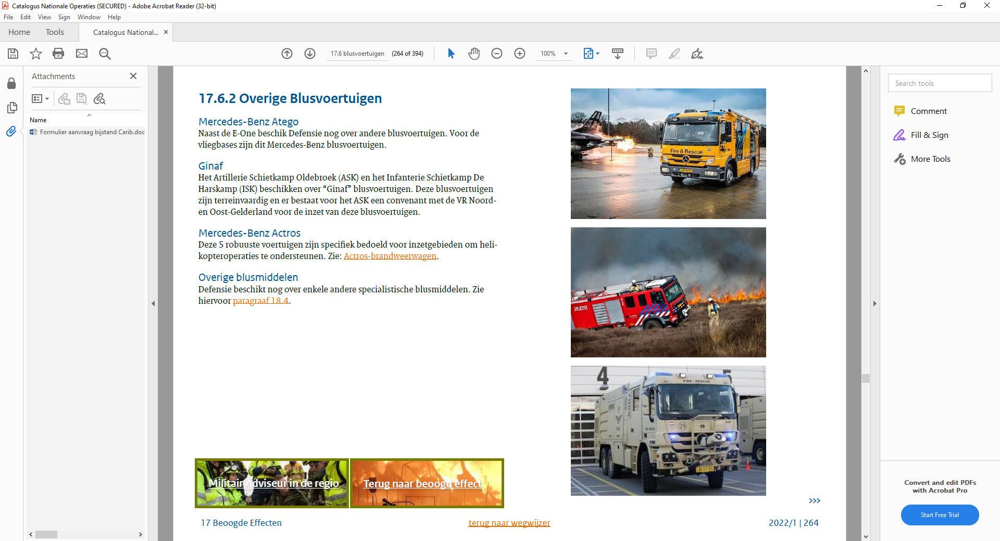 Catalogus Nationale Operaties (SECURED) - Adobe Acrobat Reader (32-bit)
File Edit View Sign Window Help
Home Tools Catalogus National...
17.6 blusvoertuigen (264 of 394) 100%
Attachments
Name
Formulier aanvraag bijstand Carib.doc
17.6.2 Overige Blusvoertuigen
Mercedes-Benz Atego
Naast de E-One beschik Defensie nog over andere blusvoertuigen. Voor de
vliegbases zijn dit Mercedes-Benz blusvoertuigen.
Ginaf
Het Artillerie Schietkamp Oldebroek (ASK) en het Infanterie Schietkamp De
Harskamp (ISK) beschikken over “Ginaf” blusvoertuigen. Deze blusvoertuigen
zijn terreinvaardig en er bestaat voor het ASK een convenant met de VR Noord-
en Oost-Gelderland voor de inzet van deze blusvoertuigen.
Mercedes-Benz Actros
Deze 5 robuuste voertuigen zijn specifiek bedoeld voor inzetgebieden om heli-
kopteroperaties te ondersteunen. Zie: Actros-brandweerwagen.
Overige blusmiddelen
Defensie beschikt nog over enkele andere specialistische blusmiddelen. Zie
hiervoor paragraaf 18.4.
Fire & Rescue
28-2142
4
FIRE - RESCUE
29
Militair Adviseur in de regio
Terug naar beoogd effect
>>>
17 Beoogde Effecten
terug naar wegwijzer
2022/1 | 264
Search tools
Comment
Fill & Sign
More Tools
Convert and edit PDFs
with Acrobat Pro
Start Free Trial